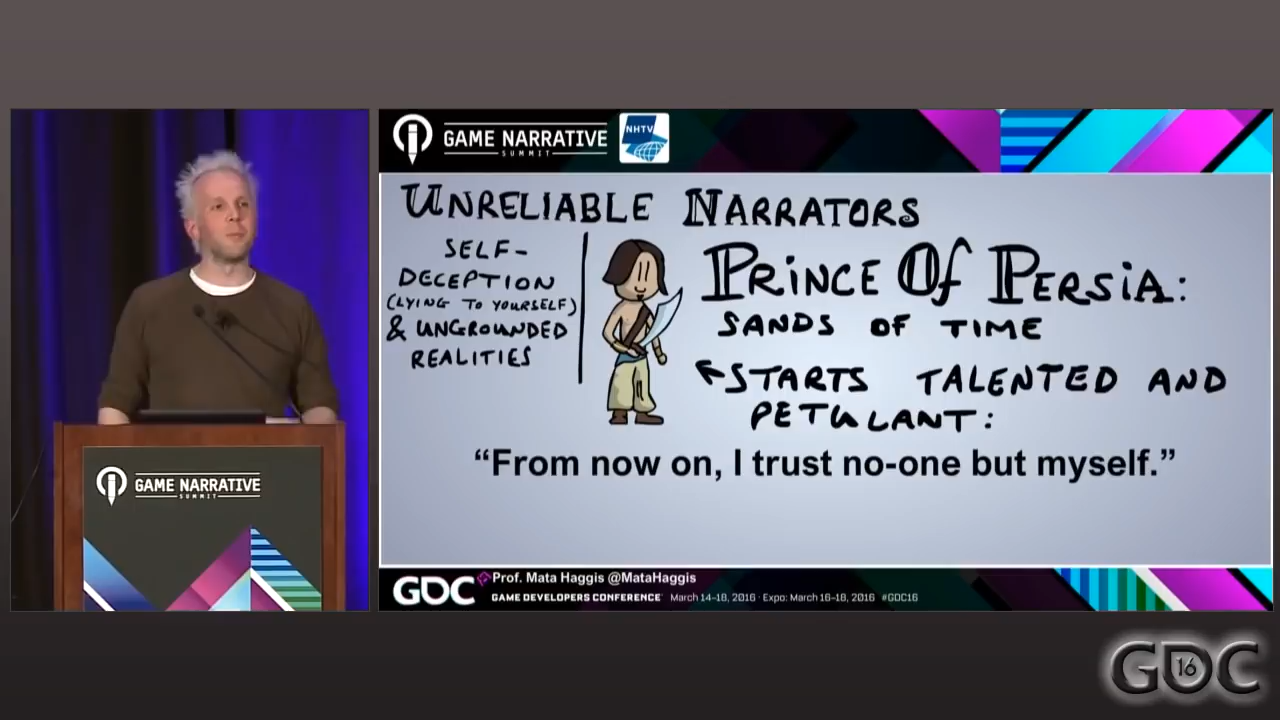 GAME NARRATIVE
SUMMIT
NHTV
UNRELIABLE NARRATORS
SELF-
DECEPTION
(LYING TO YOURSELF)
& UNGROUNDED
REALITIES
PRINCE OF PERSIA:
SANDS OF TIME
STARTS TALENTED AND
PETULANT:
“From now on, I trust no-one but myself.”
GAME NARRATIVE
SUMMIT
GDC
Prof. Mata Haggis @MataHaggis
GAME DEVELOPERS CONFERENCE March 14–18, 2016 · Expo: March 16–18, 2016 #GDC16
GDC
16